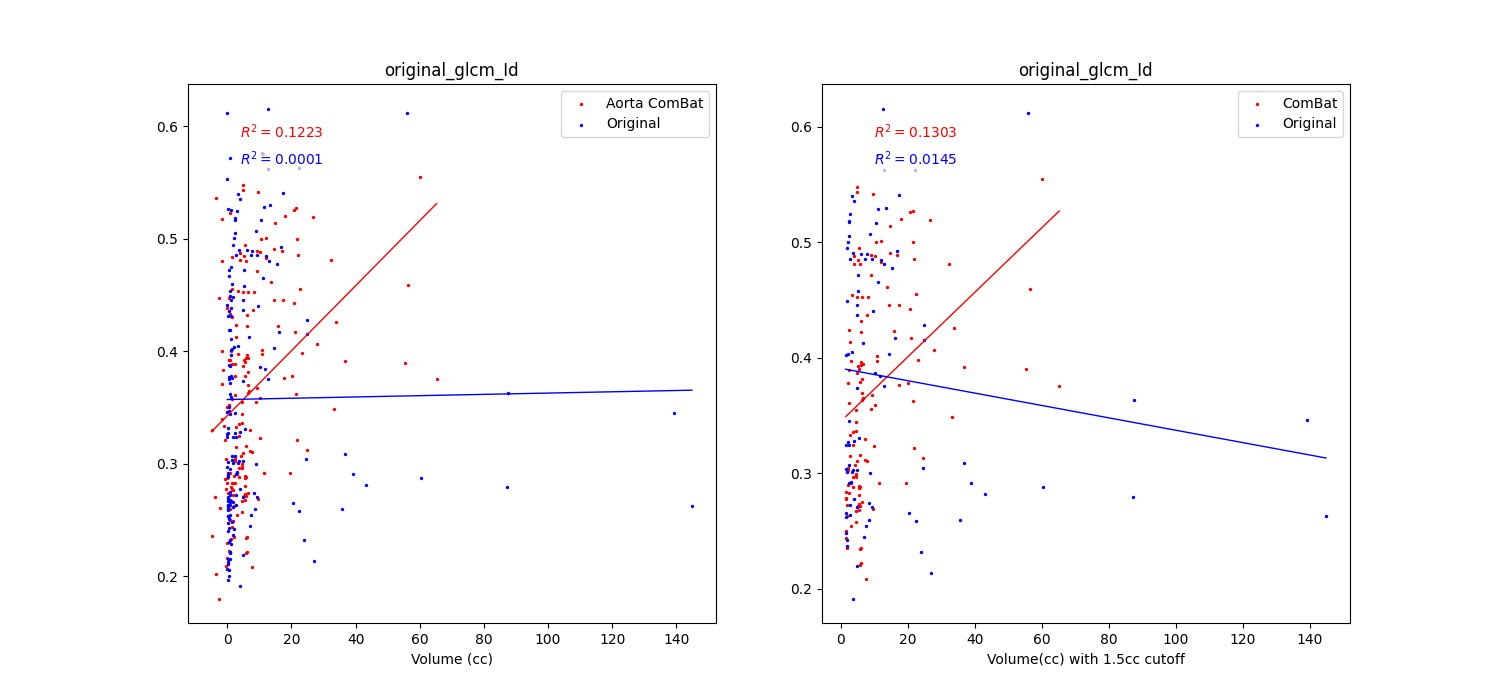 original_glcm_Id
Aorta ComBat
Original
R² = 0.1223
R² = 0.0001
0.6
0.5
0.4
0.3
0.2
0 20 40 60 80 100 120 140
Volume (cc)
original_glcm_Id
ComBat
Original
R² = 0.1303
R² = 0.0145
0.6
0.5
0.4
0.3
0.2
0 20 40 60 80 100 120 140
Volume(cc) with 1.5cc cutoff